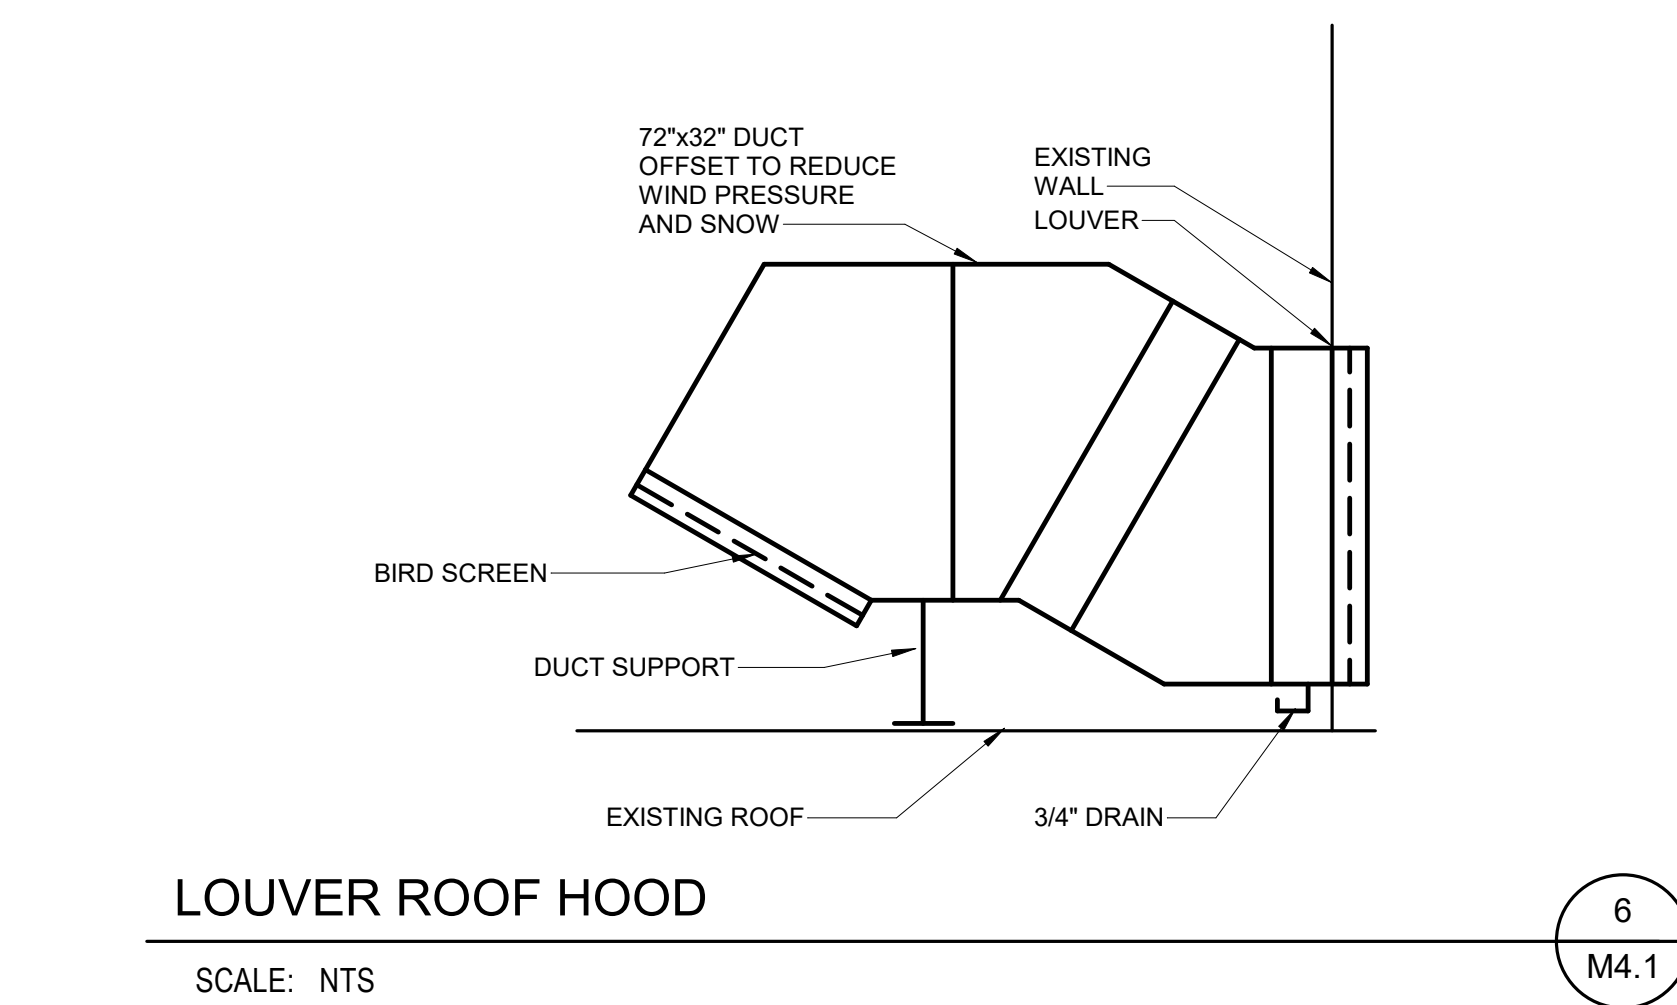 72"x32" DUCT
OFFSET TO REDUCE
WIND PRESSURE
AND SNOW
EXISTING
WALL
LOUVER
BIRD SCREEN
DUCT SUPPORT
EXISTING ROOF
3/4" DRAIN
LOUVER ROOF HOOD
SCALE: NTS
6
M4.1